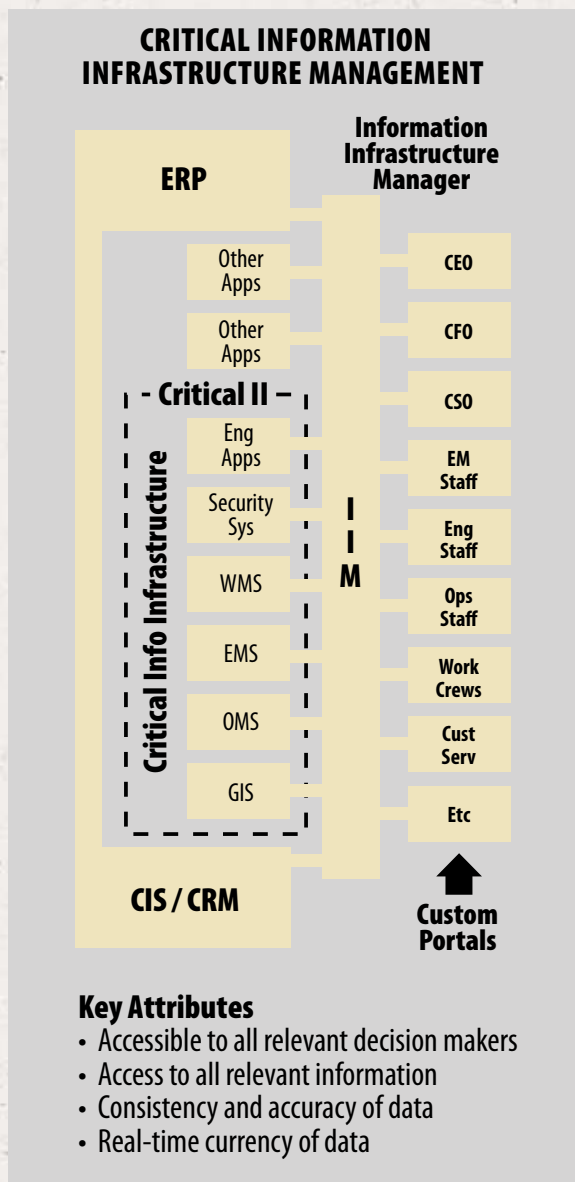 CRITICAL INFORMATION
INFRASTRUCTURE MANAGEMENT
Information
Infrastructure
Manager
ERP
Other
Apps
Other
Apps
- Critical II –
Critical Info Infrastructure
Eng
Apps
Security
Sys
WMS
EMS
OMS
GIS
CIS / CRM
I
I
M
CEO
CFO
CSO
EM
Staff
Eng
Staff
Ops
Staff
Work
Crews
Cust
Serv
Etc
Custom
Portals
Key Attributes
• Accessible to all relevant decision makers
• Access to all relevant information
• Consistency and accuracy of data
• Real-time currency of data